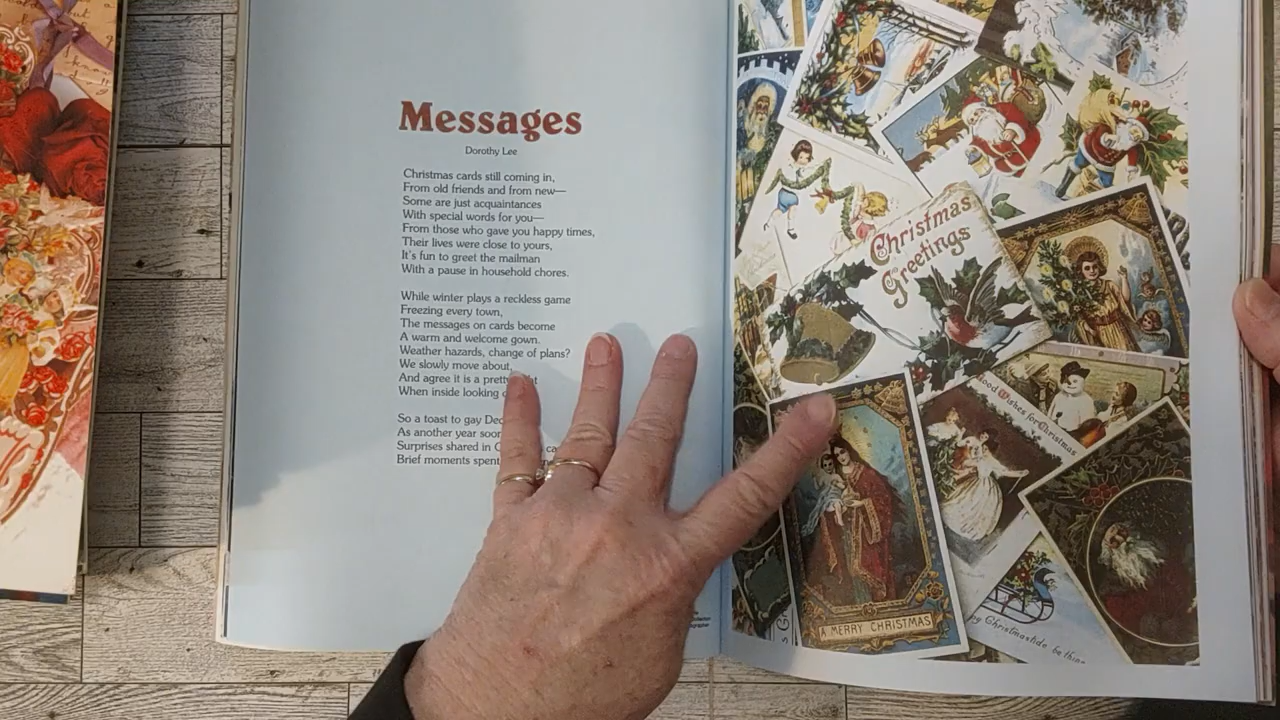 Messages
Dorothy Lee
Christmas cards still coming in,
From old friends and from new—
Some are just acquaintances
With special words for you—
From those who gave you happy times,
Their lives were close to yours,
It's fun to greet the mailman
With a pause in household chores.
While winter plays a reckless game
Freezing every town,
The messages on cards become
A warm and welcome gown.
Weather hazards, change of plans?
We slowly move about,
And agree it is a pretty
When inside looking
So a toast to gay
As another year soon
Surprises shared in
Brief moments spent
Christmas
Greetings
Good Wishes for Christmas
A MERRY CHRISTMAS
Christmastide be thine